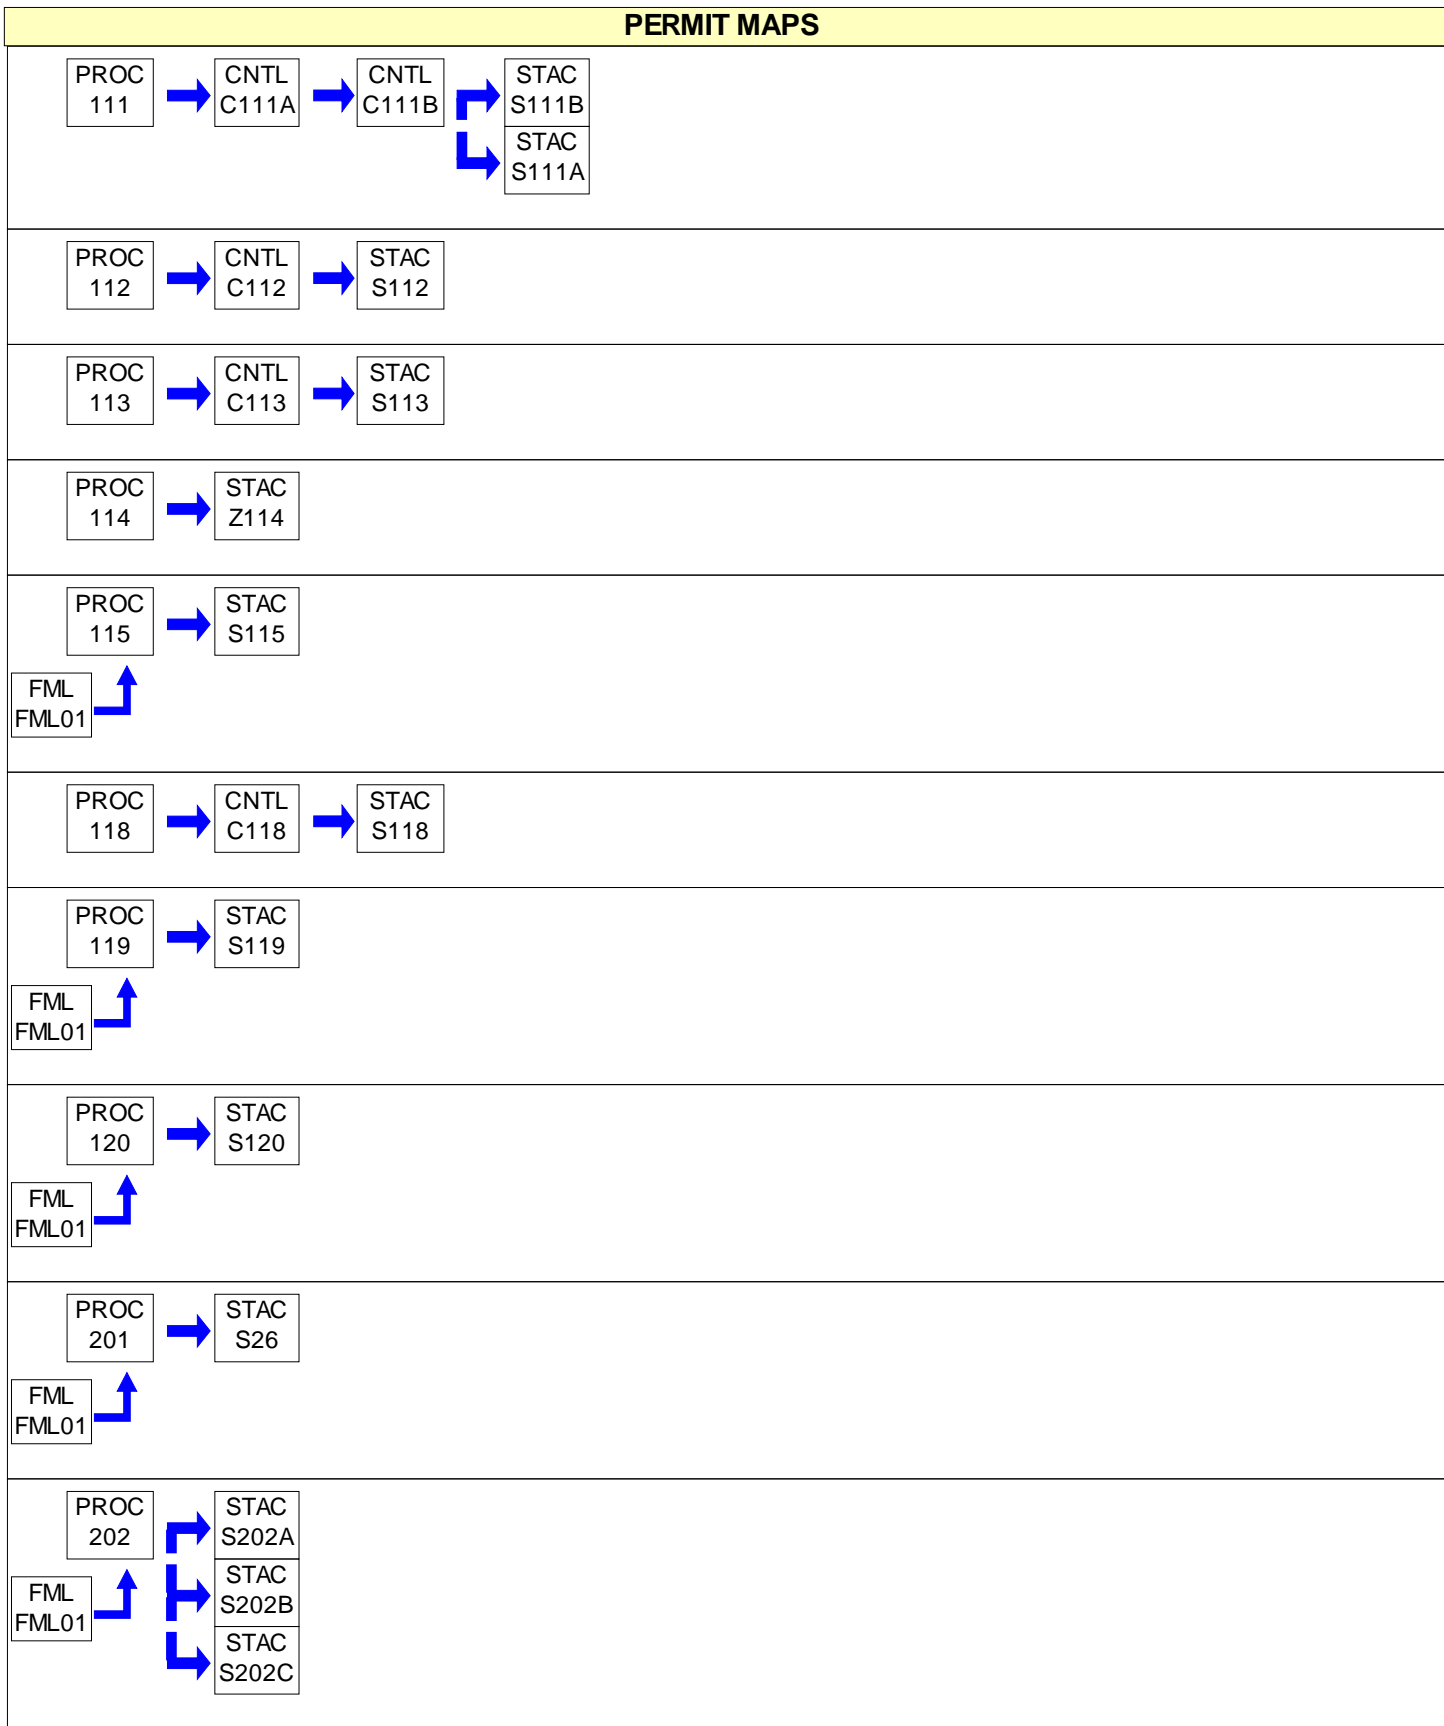 PERMIT MAPS
PROC
111
CNTL
C111A
CNTL
C111B
STAC
S111B
STAC
S111A
PROC
112
CNTL
C112
STAC
S112
PROC
113
CNTL
C113
STAC
S113
PROC
114
STAC
Z114
PROC
115
STAC
S115
FML
FML01
PROC
118
CNTL
C118
STAC
S118
PROC
119
STAC
S119
FML
FML01
PROC
120
STAC
S120
FML
FML01
PROC
201
STAC
S26
FML
FML01
PROC
202
STAC
S202A
STAC
S202B
STAC
S202C
FML
FML01